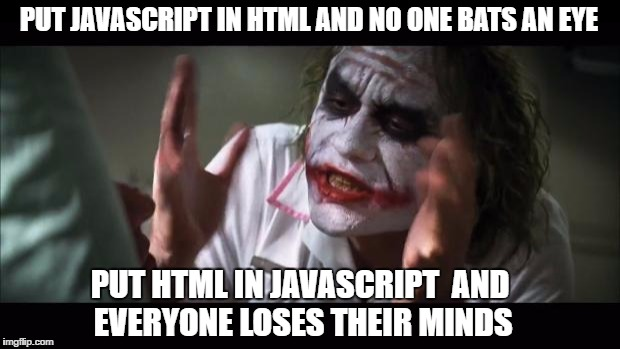 PUT JAVASCRIPT IN HTML AND NO ONE BATS AN EYE
PUT HTML IN JAVASCRIPT AND
EVERYONE LOSES THEIR MINDS
imgflip.com